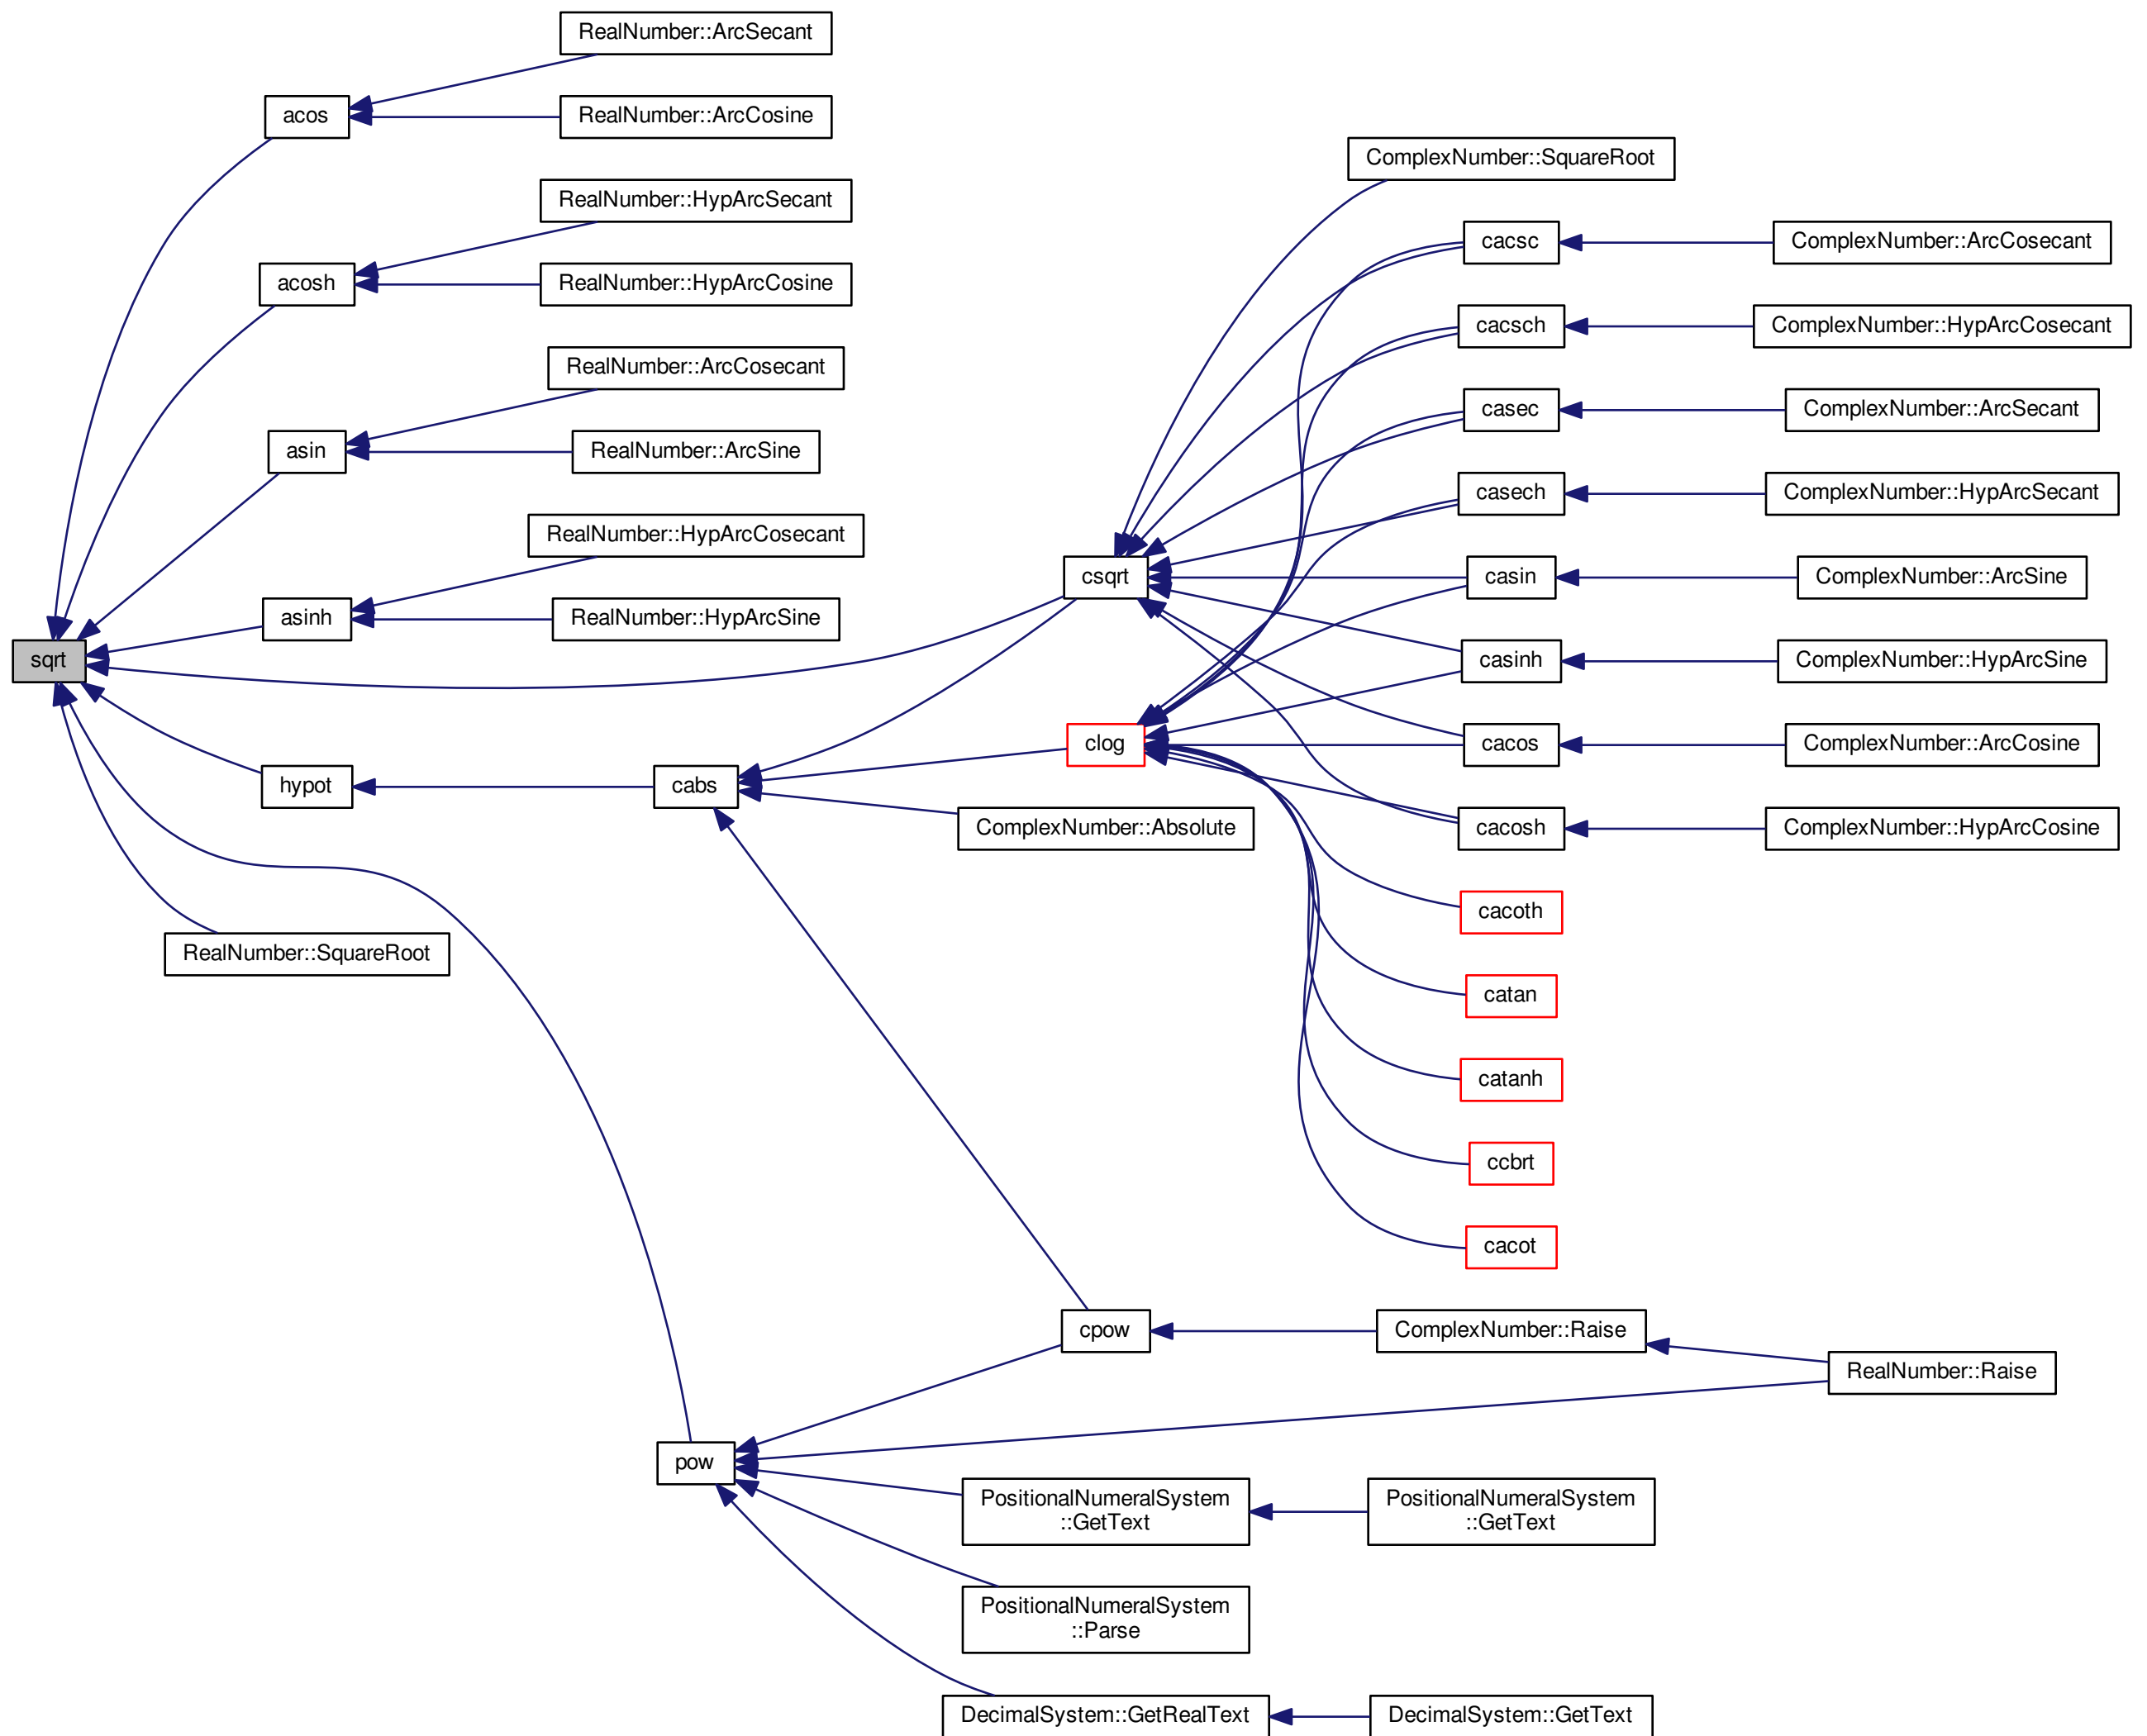 RealNumber::ArcSecant
acos
RealNumber::ArcCosine
RealNumber::HypArcSecant
acosh
RealNumber::HypArcCosine
RealNumber::ArcCosecant
asin
RealNumber::ArcSine
RealNumber::HypArcCosecant
asinh
RealNumber::HypArcSine
sqrt
hypot
cabs
RealNumber::SquareRoot
pow
ComplexNumber::SquareRoot
cacsc
ComplexNumber::ArcCosecant
cacsch
ComplexNumber::HypArcCosecant
casec
ComplexNumber::ArcSecant
casech
ComplexNumber::HypArcSecant
csqrt
casin
ComplexNumber::ArcSine
casinh
ComplexNumber::HypArcSine
clog
cacos
ComplexNumber::ArcCosine
ComplexNumber::Absolute
cacosh
ComplexNumber::HypArcCosine
cacoth
catan
catanh
ccbrt
cacot
cpow
ComplexNumber::Raise
RealNumber::Raise
PositionalNumeralSystem
::GetText
PositionalNumeralSystem
::GetText
PositionalNumeralSystem
::Parse
DecimalSystem::GetRealText
DecimalSystem::GetText